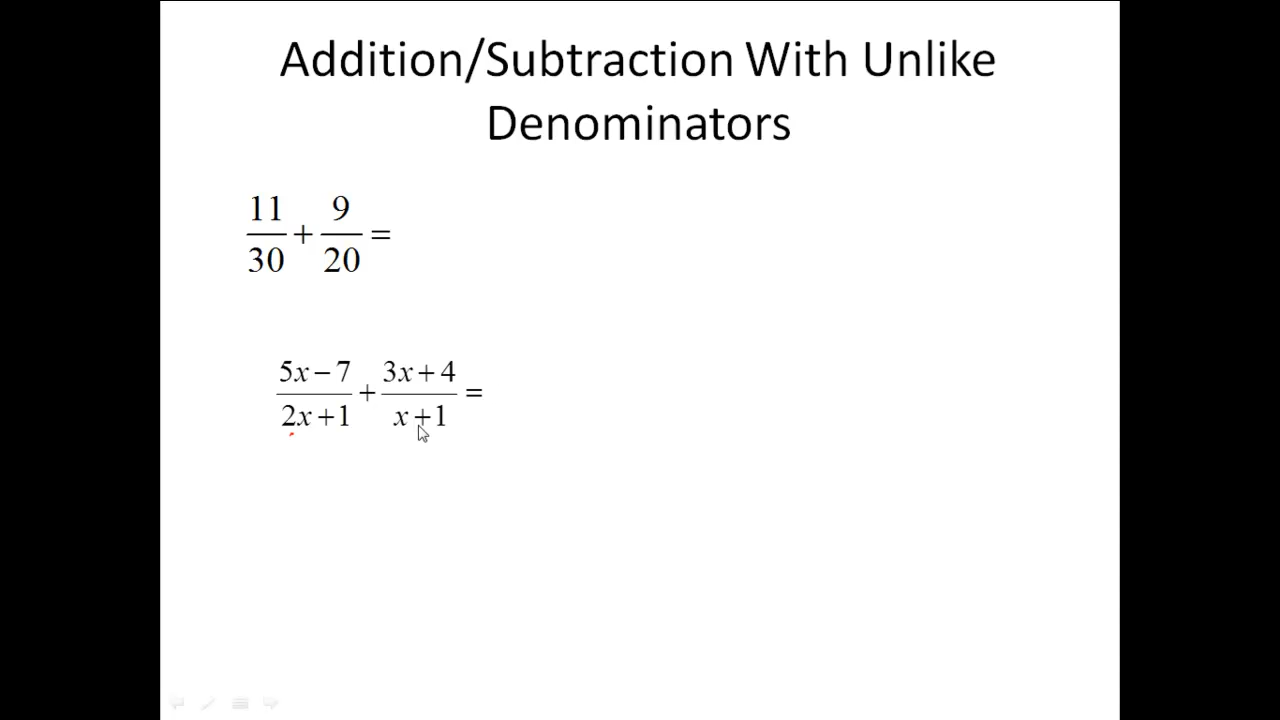 Addition/Subtraction With Unlike
Denominators
11/30 + 9/20 =
5x − 7/2x + 1 + 3x + 4/x + 1 =